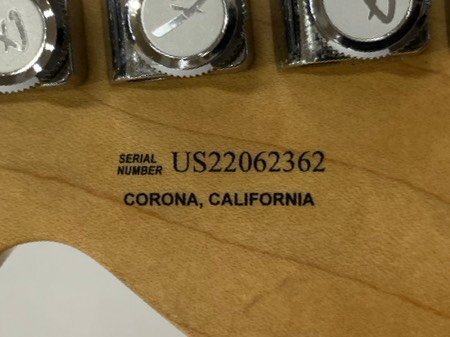 SERIAL
NUMBER US22062362
CORONA, CALIFORNIA